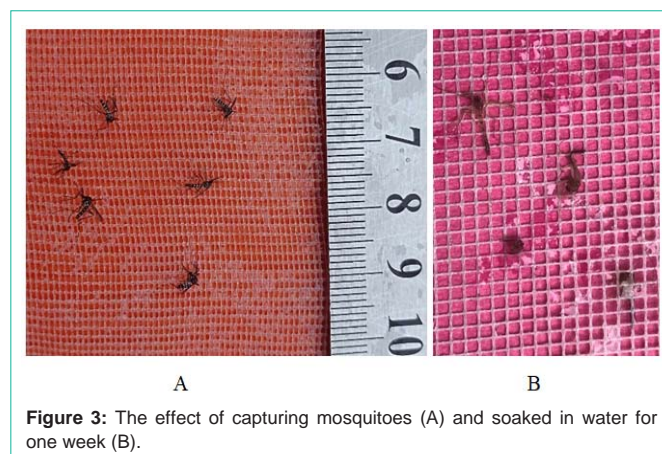 6
7
8
9
10
A
B
Figure 3: The effect of capturing mosquitoes (A) and soaked in water for
one week (B).